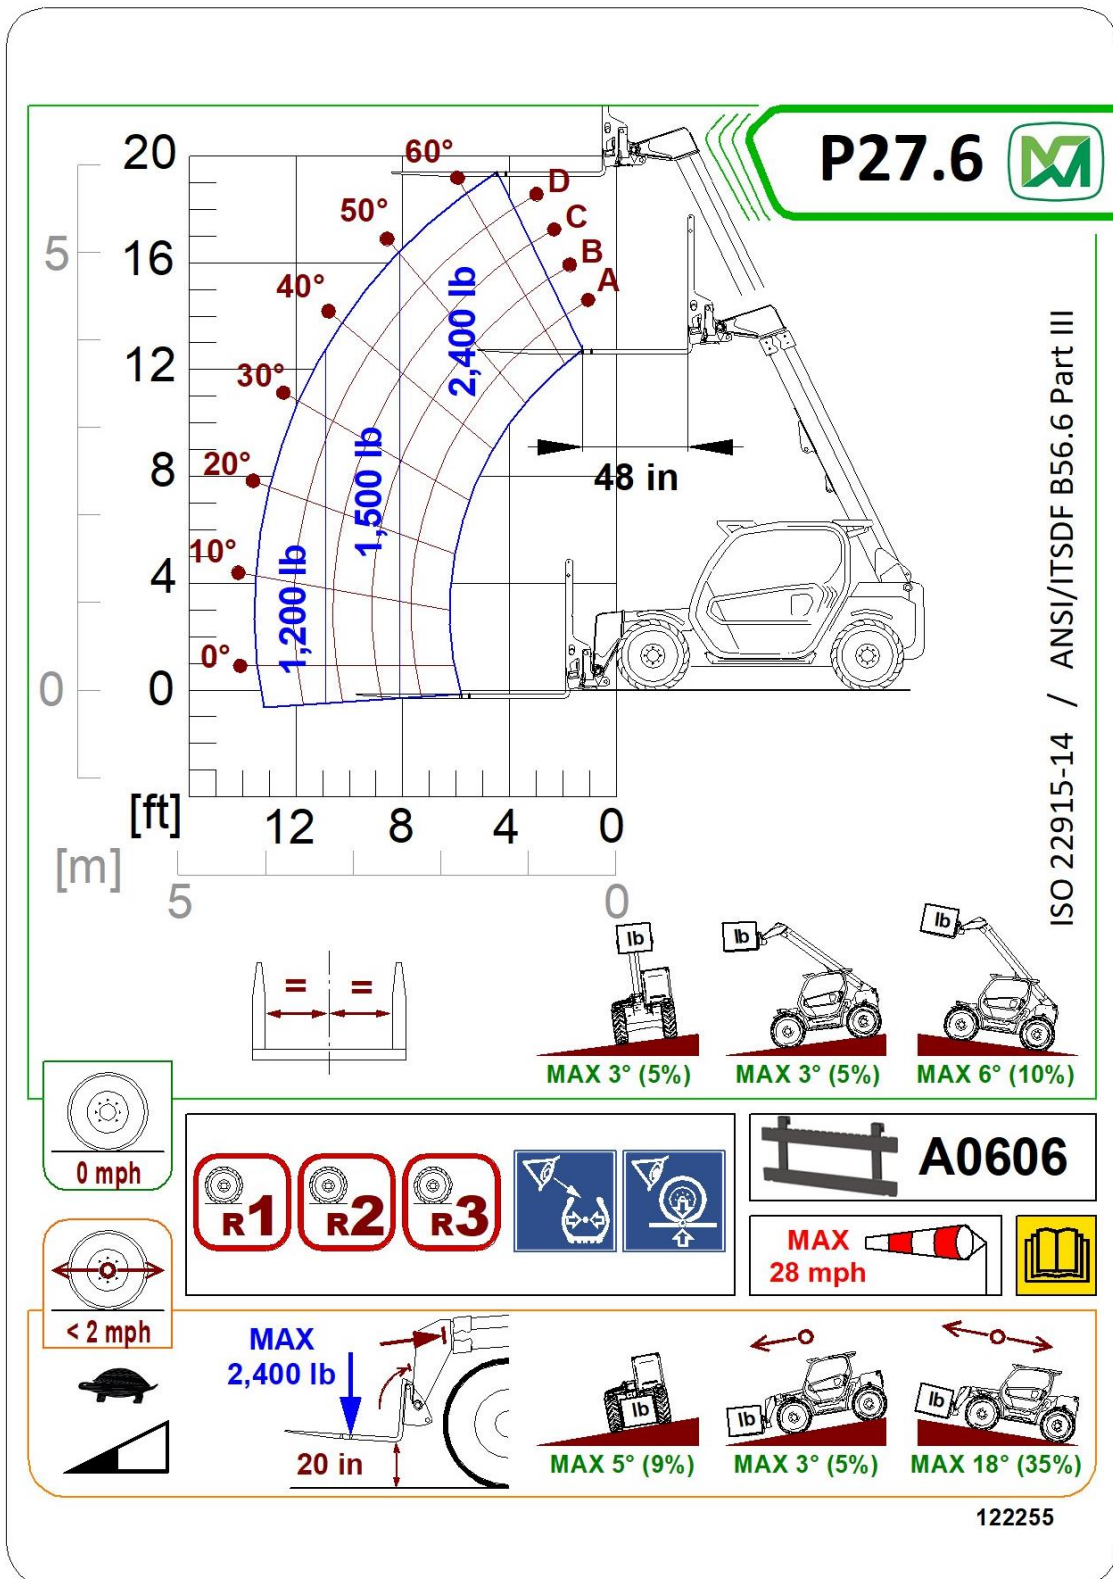 P27.6
20
16
12
8
4
0
5
0
60°
50°
40°
30°
20°
10°
0°
D
C
B
A
2,400 lb
1,500 lb
1,200 lb
48 in
[ft]
12
8
4
0
[m]
5
0
ISO 22915-14 / ANSI/ITSDF B56.6 Part III
= =
lb
lb
lb
MAX 3° (5%)
MAX 3° (5%)
MAX 6° (10%)
0 mph
R1
R2
R3
A0606
MAX
28 mph
< 2 mph
MAX
2,400 lb
20 in
lb
lb
lb
MAX 5° (9%)
MAX 3° (5%)
MAX 18° (35%)
122255